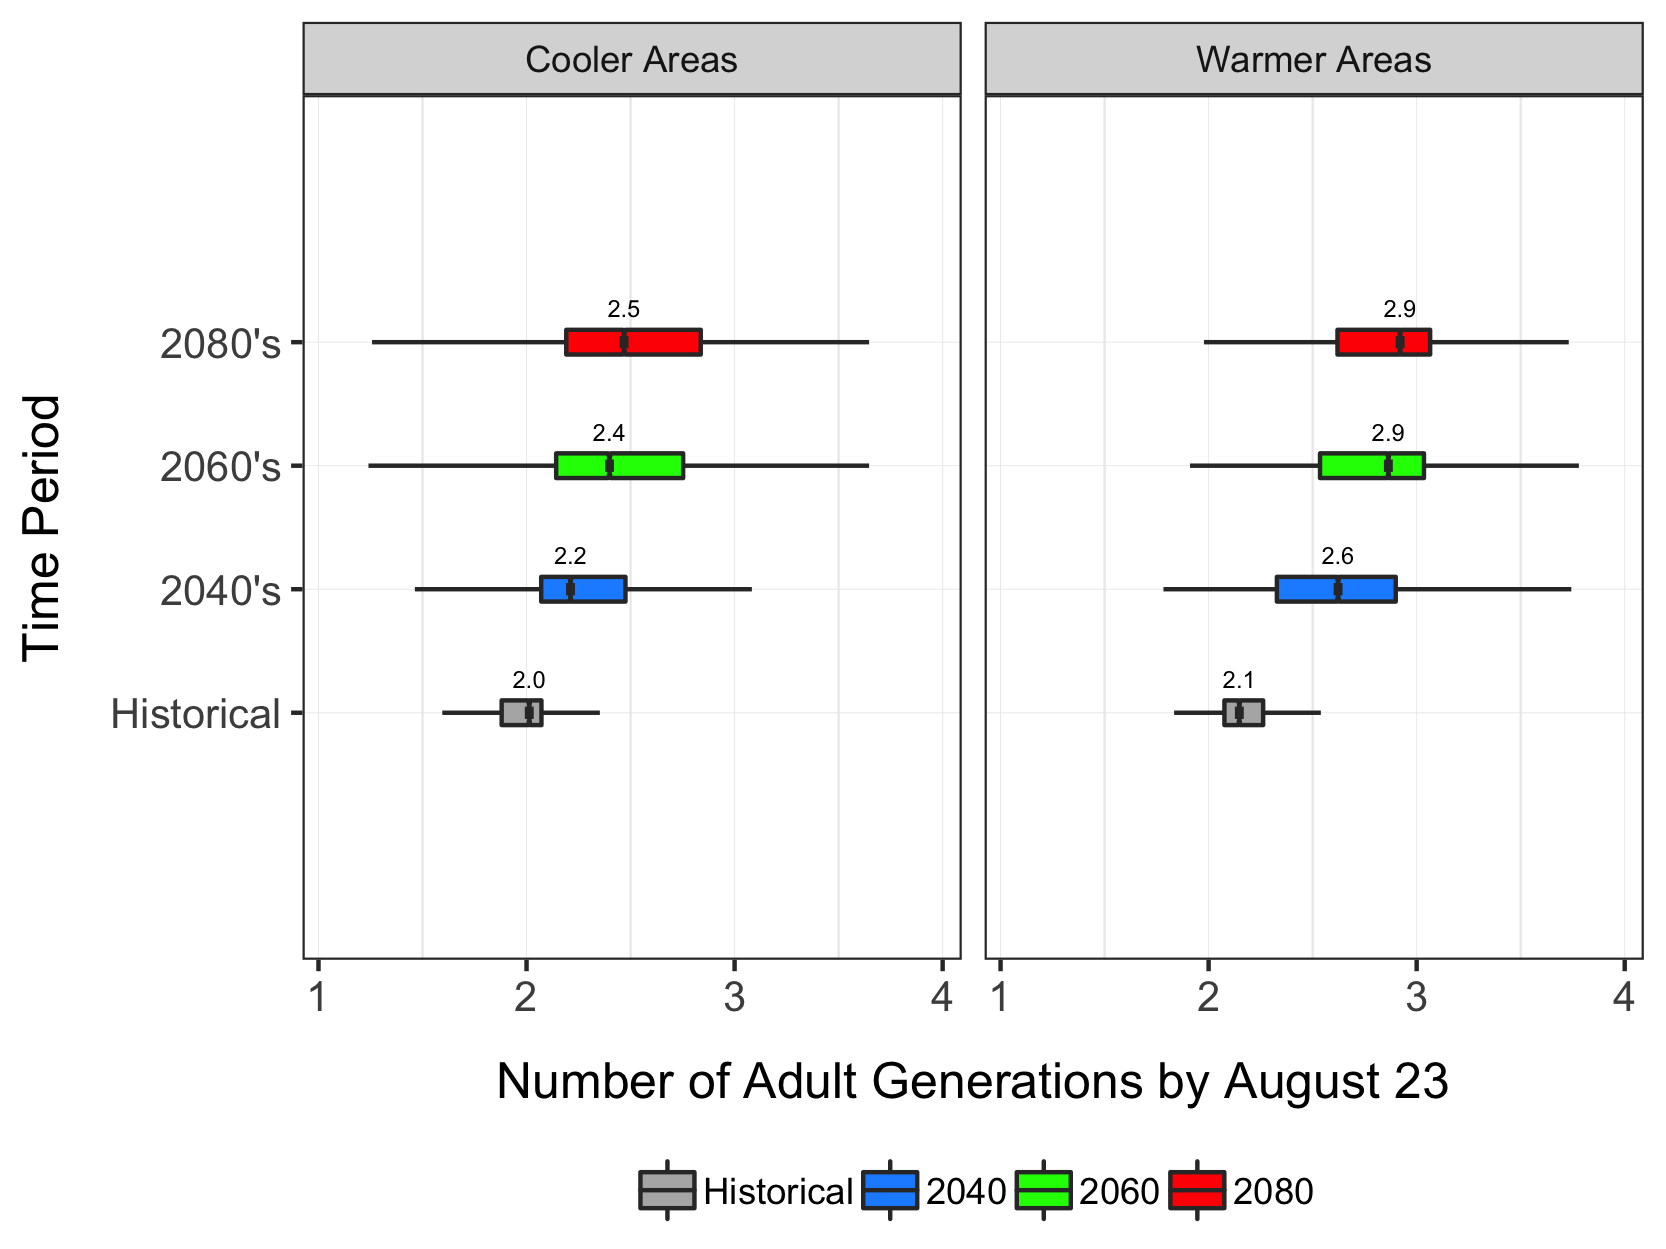 Cooler Areas
Warmer Areas
Time Period
2080's
2.5
2.9
2060's
2.4
2.9
2040's
2.2
2.6
Historical
2.0
2.1
1 2 3 4
1 2 3 4
Number of Adult Generations by August 23
Historical 2040 2060 2080